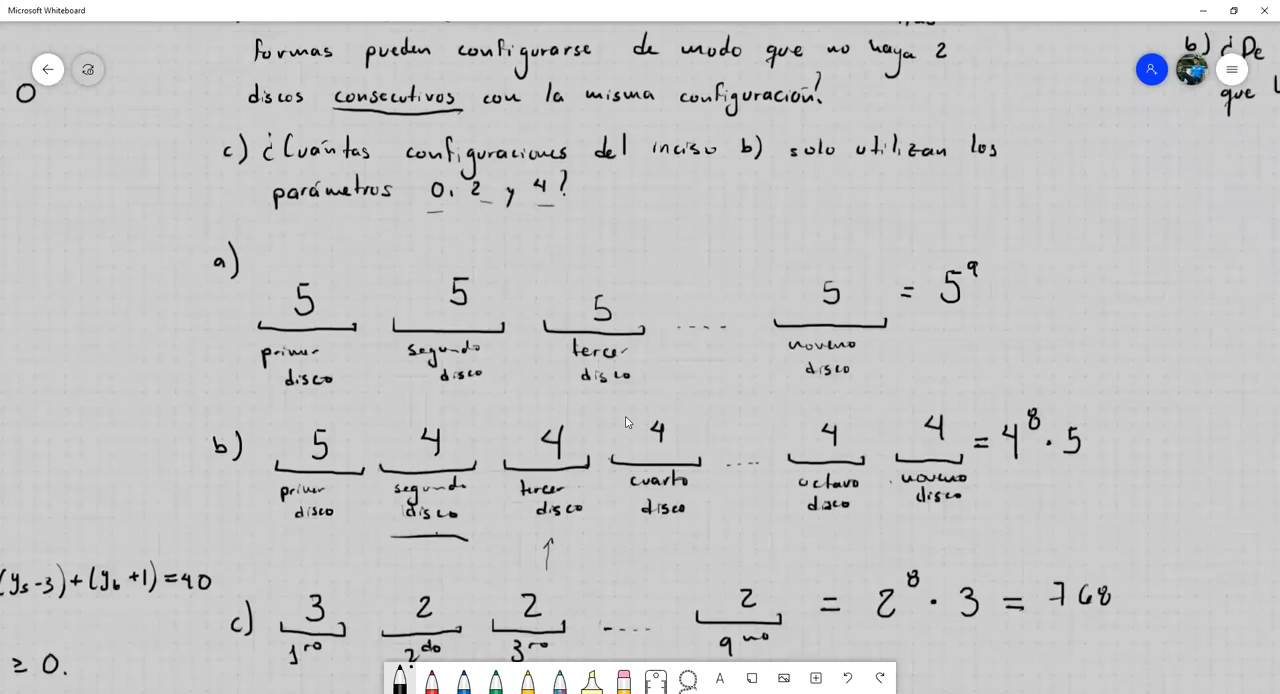 Microsoft Whiteboard
formas pueden configurarse de modo que no haya 2
discos consecutivos con la misma configuración?
c) ¿Cuántas configuraciones del inciso b) solo utilizan los
parámetros 0, 2 y 4?
b) ¿De
que
0
a)
5 5 5 ..... 5 = 5^9
primer disco segundo disco tercer disco noveno disco
b) 5 4 4 4 .... 4 4 = 4^8 · 5
primer disco segundo disco tercer disco cuarto disco octavo disco noveno disco
(y5-3)+(y6+1)=40
≥ 0.
c) 3 2 2 ..... 2 = 2^8 · 3 = 768
1ro 2do 3ro 9no
A